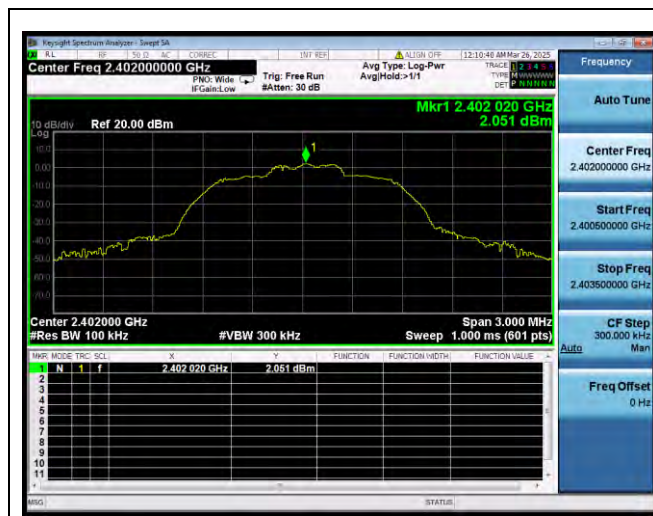 Keysight Spectrum Analyzer - Swept SA
RL RF 50 Ω AC CORREC INT REF ALIGN OFF 12:10:40 AM Mar 26, 2025
Center Freq 2.402000000 GHz
PNO: Wide
IFGain:Low
Trig: Free Run
#Atten: 30 dB
Avg Type: Log-Pwr
Avg|Hold:>1/1
TRACE 1 2 3 4 5 6
TYPE M WWWWW
DET P N N N N N
Mkr1 2.402 020 GHz
2.051 dBm
10 dB/div Ref 20.00 dBm
Log
10.0
0.00
-10.0
-20.0
-30.0
-40.0
-50.0
-60.0
-70.0
1
Center 2.402000 GHz Span 3.000 MHz
#Res BW 100 kHz #VBW 300 kHz Sweep 1.000 ms (601 pts)
MKR MODE TRC SCL X Y FUNCTION FUNCTION WIDTH FUNCTION VALUE
1 N 1 f 2.402 020 GHz 2.051 dBm
2
3
4
5
6
7
8
9
10
11
MSG STATUS
Frequency
Auto Tune
Center Freq
2.402000000 GHz
Start Freq
2.400500000 GHz
Stop Freq
2.403500000 GHz
CF Step
300.000 kHz
Auto Man
Freq Offset
0 Hz